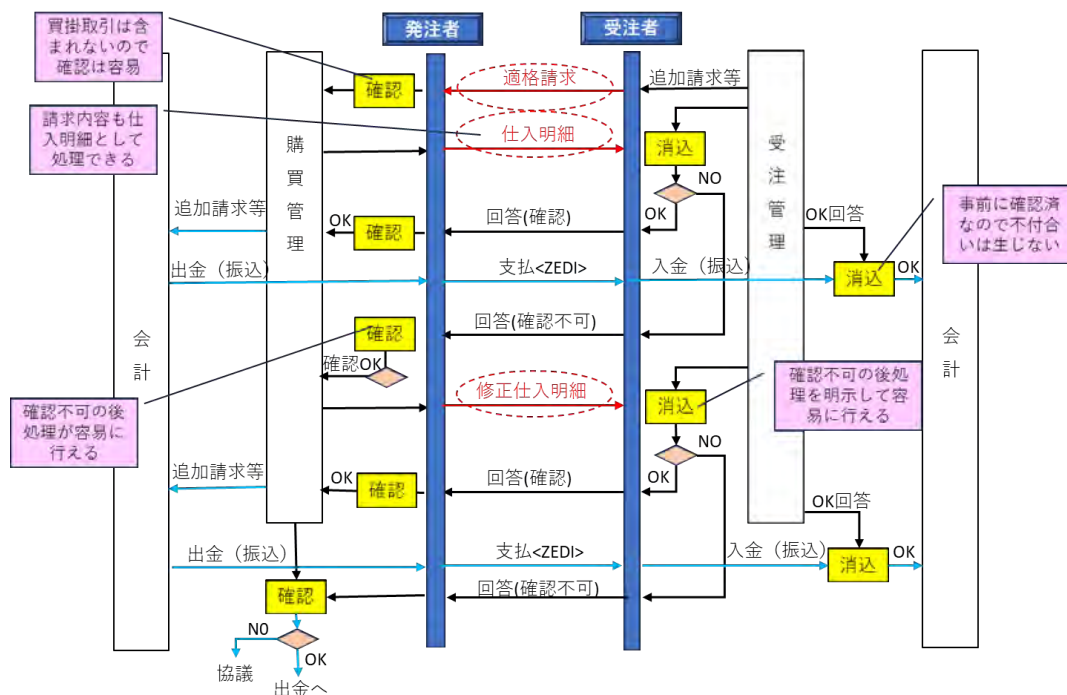 買掛取引は含
まれないので
確認は容易
発注者
受注者
確認
適格請求
追加請求等
請求内容も仕
入明細として
処理できる
仕入明細
消込
購買管理
受注管理
NO
追加請求等
OK
確認
回答(確認)
OK
OK回答
事前に確認済
なので不付合
いは生じない
出金（振込）
支払<ZEDI>
入金（振込）
消込
OK
確認
回答(確認不可)
会計
会計
確認OK
修正仕入明細
消込
確認不可の後処
理を明示して容
易に行える
確認不可の後
処理が容易に
行える
NO
追加請求等
OK
確認
回答(確認)
OK
OK回答
出金（振込）
支払<ZEDI>
入金（振込）
消込
OK
確認
回答(確認不可)
N0
OK
協議
出金へ